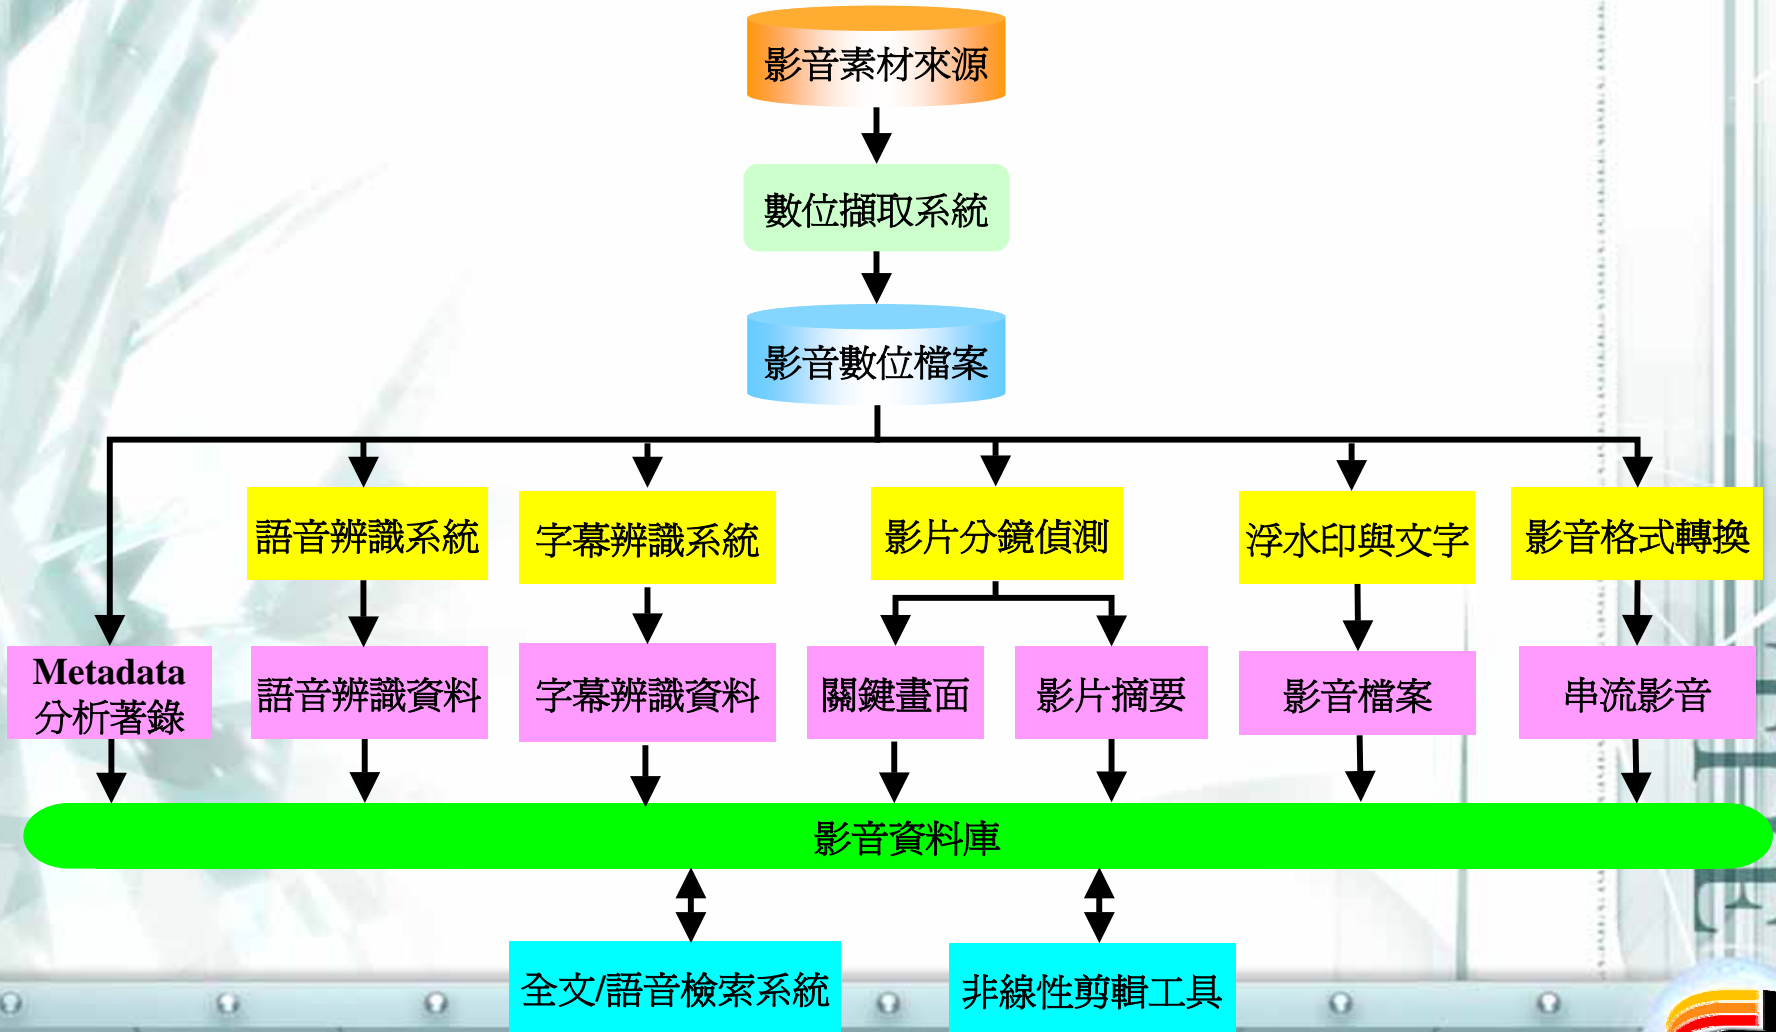 影音素材來源
數位擷取系統
影音數位檔案
語音辨識系統
字幕辨識系統
影片分鏡偵測
浮水印與文字
影音格式轉換
Metadata
分析著錄
語音辨識資料
字幕辨識資料
關鍵畫面
影片摘要
影音檔案
串流影音
影音資料庫
全文/語音檢索系統
非線性剪輯工具